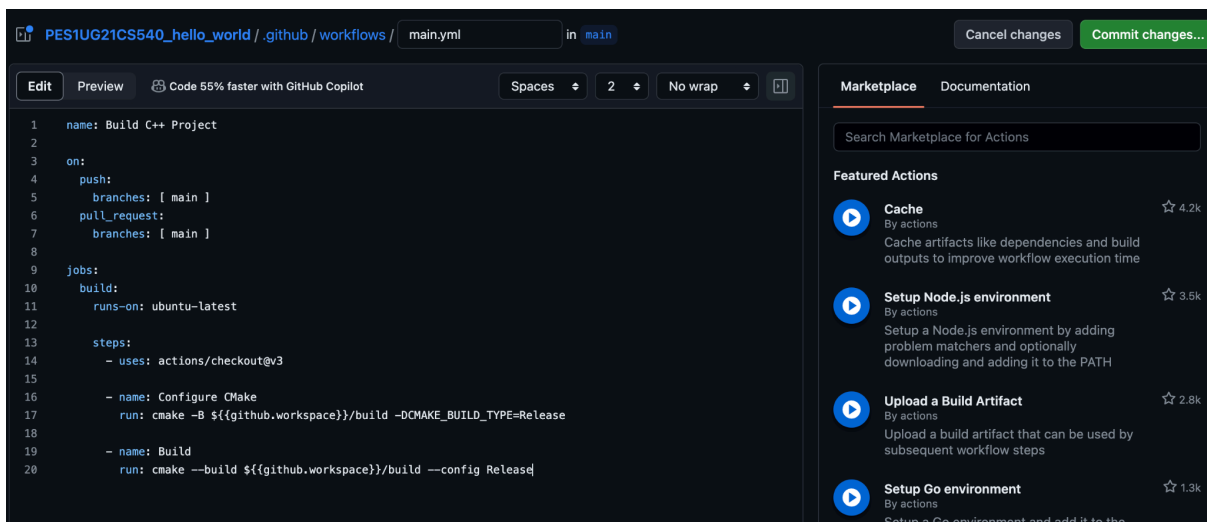 PES1UG21CS540_hello_world / .github / workflows / main.yml in main
Cancel changes
Commit changes...
Edit
Preview
Code 55% faster with GitHub Copilot
Spaces
2
No wrap
1 name: Build C++ Project
2
3 on:
4 push:
5 branches: [ main ]
6 pull_request:
7 branches: [ main ]
8
9 jobs:
10 build:
11 runs-on: ubuntu-latest
12
13 steps:
14 - uses: actions/checkout@v3
15
16 - name: Configure CMake
17 run: cmake -B ${{github.workspace}}/build -DCMAKE_BUILD_TYPE=Release
18
19 - name: Build
20 run: cmake --build ${{github.workspace}}/build --config Release
Marketplace
Documentation
Search Marketplace for Actions
Featured Actions
Cache
4.2k
By actions
Cache artifacts like dependencies and build
outputs to improve workflow execution time
Setup Node.js environment
3.5k
By actions
Setup a Node.js environment by adding
problem matchers and optionally
downloading and adding it to the PATH
Upload a Build Artifact
2.8k
By actions
Upload a build artifact that can be used by
subsequent workflow steps
Setup Go environment
1.3k
By actions
Setup a Go environment and add it to the